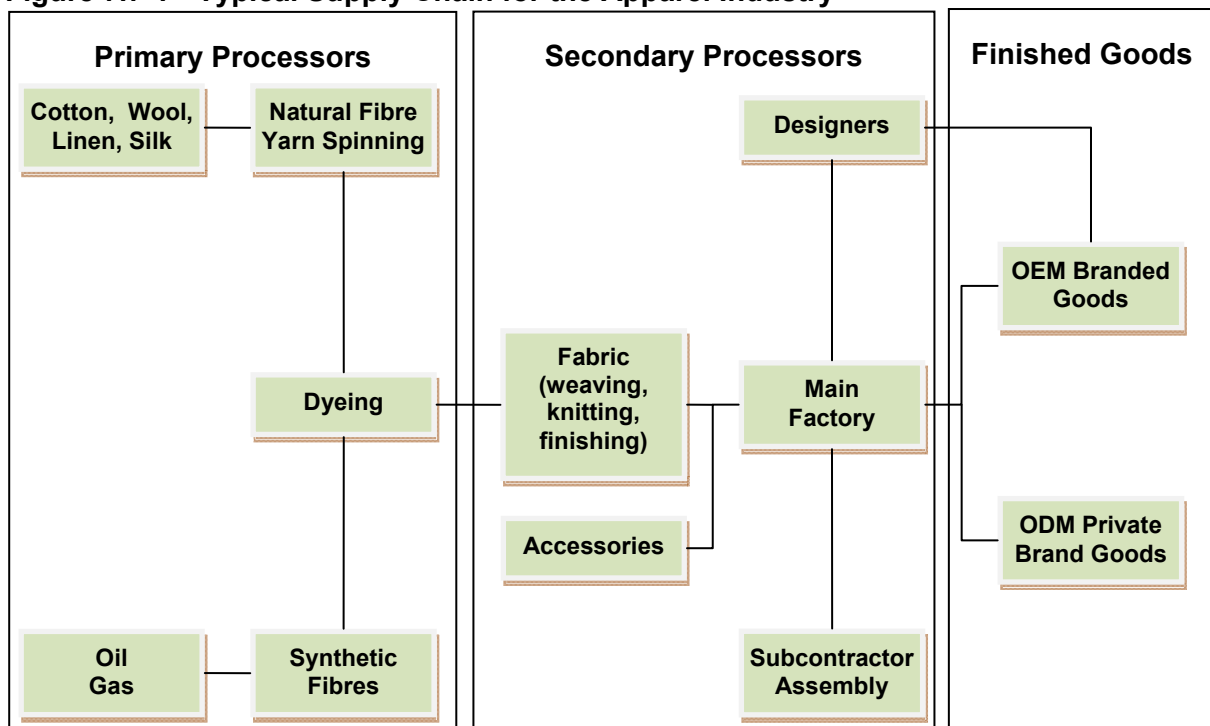 Primary Processors
Cotton, Wool,
Linen, Silk
Natural Fibre
Yarn Spinning
Dyeing
Oil
Gas
Synthetic
Fibres
Secondary Processors
Designers
Fabric
(weaving,
knitting,
finishing)
Main
Factory
Accessories
Subcontractor
Assembly
Finished Goods
OEM Branded
Goods
ODM Private
Brand Goods